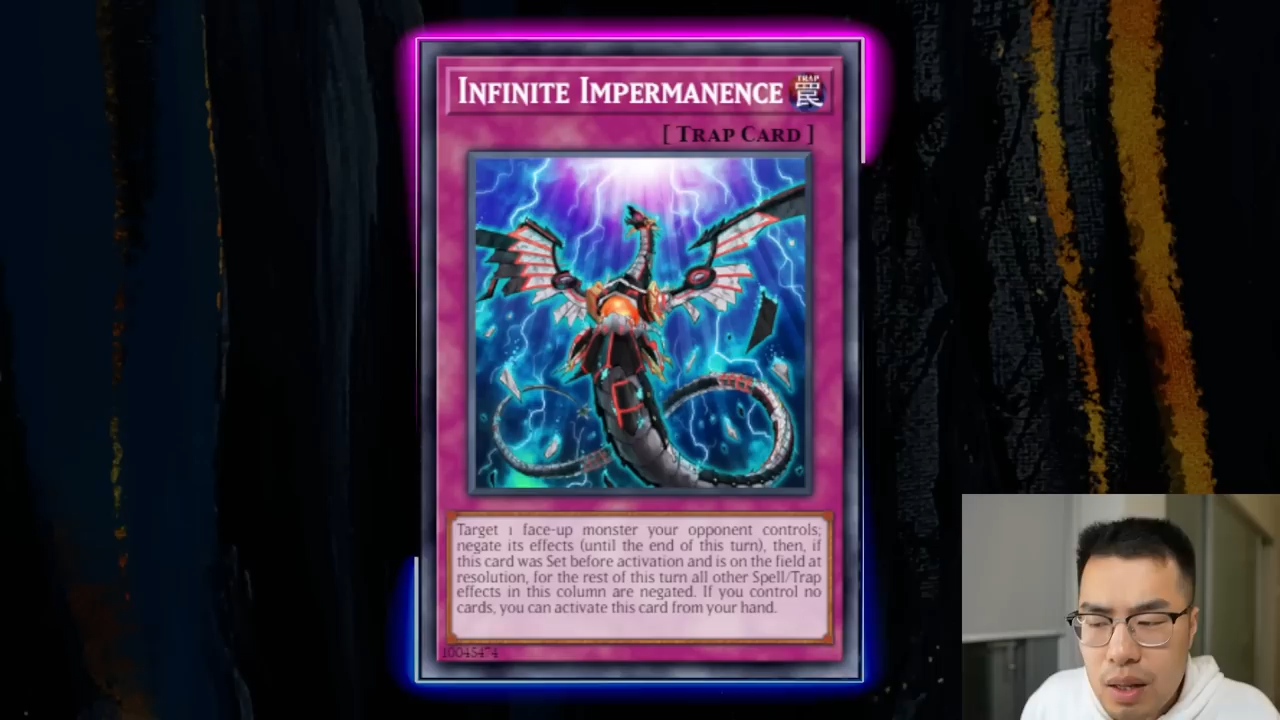 INFINITE IMPERMANENCE
TRAP
罠
[ TRAP CARD ]
Target 1 face-up monster your opponent controls;
negate its effects (until the end of this turn), then, if
this card was Set before activation and is on the field at
resolution, for the rest of this turn all other Spell/Trap
effects in this column are negated. If you control no
cards, you can activate this card from your hand.
10045474